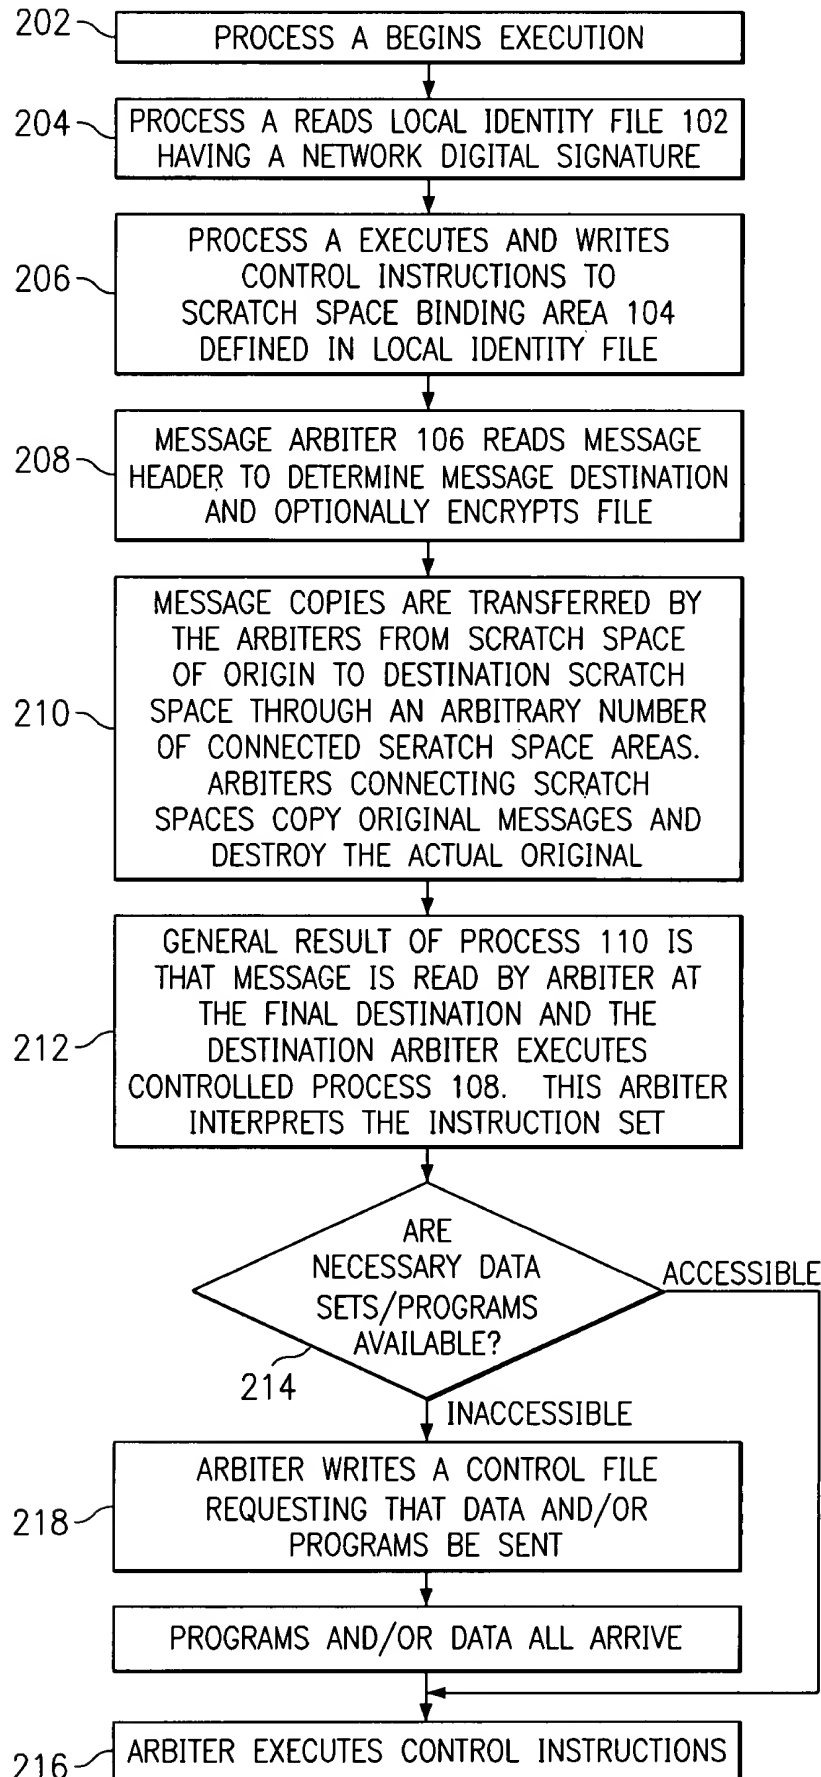 202
PROCESS A BEGINS EXECUTION
204
PROCESS A READS LOCAL IDENTITY FILE 102
HAVING A NETWORK DIGITAL SIGNATURE
206
PROCESS A EXECUTES AND WRITES
CONTROL INSTRUCTIONS TO
SCRATCH SPACE BINDING AREA 104
DEFINED IN LOCAL IDENTITY FILE
208
MESSAGE ARBITER 106 READS MESSAGE
HEADER TO DETERMINE MESSAGE DESTINATION
AND OPTIONALLY ENCRYPTS FILE
210
MESSAGE COPIES ARE TRANSFERRED BY
THE ARBITERS FROM SCRATCH SPACE
OF ORIGIN TO DESTINATION SCRATCH
SPACE THROUGH AN ARBITRARY NUMBER
OF CONNECTED SERATCH SPACE AREAS.
ARBITERS CONNECTING SCRATCH
SPACES COPY ORIGINAL MESSAGES AND
DESTROY THE ACTUAL ORIGINAL
212
GENERAL RESULT OF PROCESS 110 IS
THAT MESSAGE IS READ BY ARBITER AT
THE FINAL DESTINATION AND THE
DESTINATION ARBITER EXECUTES
CONTROLLED PROCESS 108. THIS ARBITER
INTERPRETS THE INSTRUCTION SET
ARE
NECESSARY DATA
SETS/PROGRAMS
AVAILABLE?
214
ACCESSIBLE
INACCESSIBLE
218
ARBITER WRITES A CONTROL FILE
REQUESTING THAT DATA AND/OR
PROGRAMS BE SENT
PROGRAMS AND/OR DATA ALL ARRIVE
216
ARBITER EXECUTES CONTROL INSTRUCTIONS